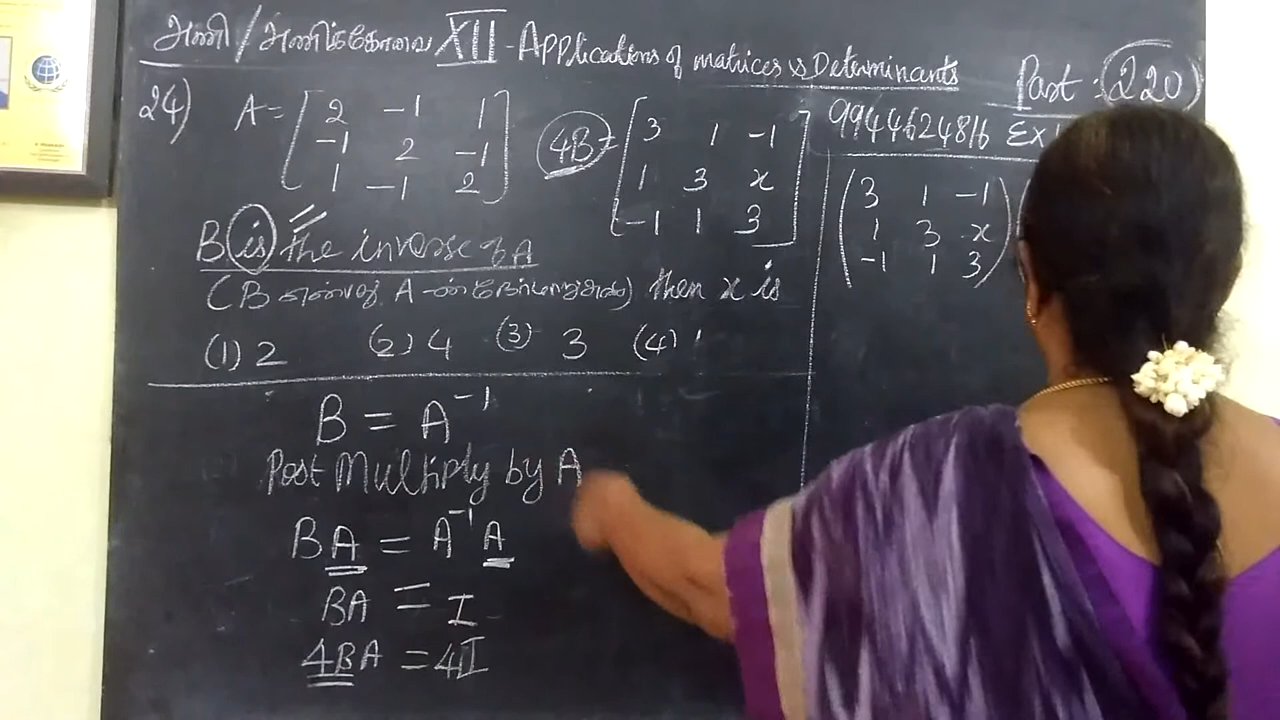 அணி / அணிக்கோவை XII - Applications of matrices & Determinants
Part : 220
24) A = [ 2 -1 1
-1 2 -1
1 -1 2 ]
4B = [ 3 1 -1
1 3 x
-1 1 3 ]
B is the inverse of A
(B என்பது A -ன் நேர்மாறு எனில்) then x is
(1) 2 (2) 4 (3) 3 (4) 1
B = A⁻¹
Post Multiply by A
BA = A⁻¹ A
BA = I
4BA = 4I
9944624816 Ex
( 3 1 -1
1 3 x
-1 1 3 )